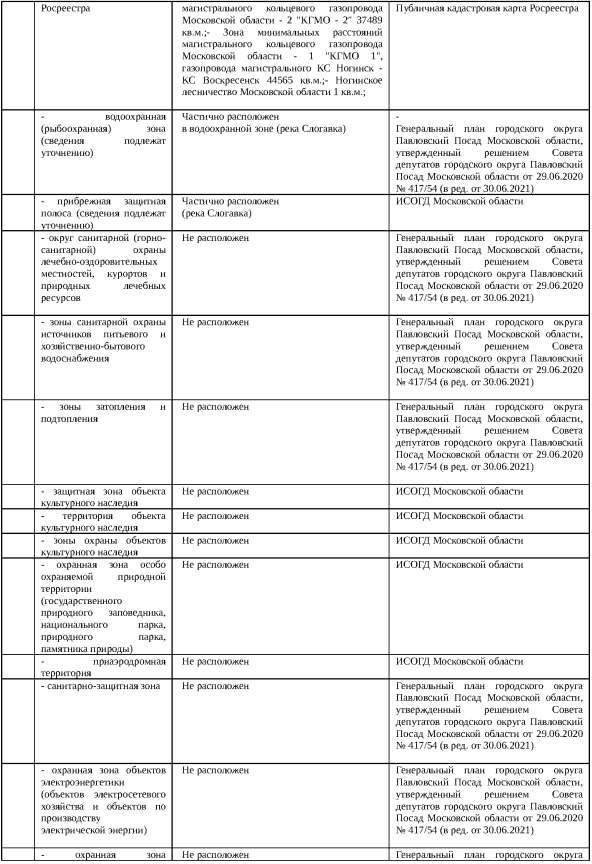 Росреестра
магистрального кольцевого газопровода
Московской области - 2 "КГМО - 2" 37489
кв.м.;- Зона минимальных расстояний
магистрального кольцевого газопровода
Московской области - 1 "КГМО 1",
газопровода магистрального КС Ногинск -
КС Воскресенск 44565 кв.м.;- Ногинское
лесничество Московской области 1 кв.м.;
Публичная кадастровая карта Росреестра
- водоохранная
(рыбоохранная) зона
(сведения подлежат
уточнению)
Частично расположен
в водоохранной зоне (река Слогавка)
-
Генеральный план городского округа
Павловский Посад Московской области,
утвержденный решением Совета
депутатов городского округа Павловский
Посад Московской области от 29.06.2020
№ 417/54 (в ред. от 30.06.2021)
- прибрежная защитная
полоса (сведения подлежат
уточнению)
Частично расположен
(река Слогавка)
ИСОГД Московской области
- округ санитарной (горно-
санитарной) охраны
лечебно-оздоровительных
местностей, курортов и
природных лечебных
ресурсов
Не расположен
Генеральный план городского округа
Павловский Посад Московской области,
утвержденный решением Совета
депутатов городского округа Павловский
Посад Московской области от 29.06.2020
№ 417/54 (в ред. от 30.06.2021)
- зоны санитарной охраны
источников питьевого и
хозяйственно-бытового
водоснабжения
Не расположен
Генеральный план городского округа
Павловский Посад Московской области,
утвержденный решением Совета
депутатов городского округа Павловский
Посад Московской области от 29.06.2020
№ 417/54 (в ред. от 30.06.2021)
- зоны затопления и
подтопления
Не расположен
Генеральный план городского округа
Павловский Посад Московской области,
утвержденный решением Совета
депутатов городского округа Павловский
Посад Московской области от 29.06.2020
№ 417/54 (в ред. от 30.06.2021)
- защитная зона объекта
культурного наследия
Не расположен
ИСОГД Московской области
- территория объекта
культурного наследия
Не расположен
ИСОГД Московской области
- зоны охраны объектов
культурного наследия
Не расположен
ИСОГД Московской области
- охранная зона особо
охраняемой природной
территории
(государственного
природного заповедника,
национального парка,
природного парка,
памятника природы)
Не расположен
ИСОГД Московской области
- приаэродромная
территория
Не расположен
ИСОГД Московской области
- санитарно-защитная зона
Не расположен
Генеральный план городского округа
Павловский Посад Московской области,
утвержденный решением Совета
депутатов городского округа Павловский
Посад Московской области от 29.06.2020
№ 417/54 (в ред. от 30.06.2021)
- охранная зона объектов
электроэнергетики
(объектов электросетевого
хозяйства и объектов по
производству
электрической энергии)
Не расположен
Генеральный план городского округа
Павловский Посад Московской области,
утвержденный решением Совета
депутатов городского округа Павловский
Посад Московской области от 29.06.2020
№ 417/54 (в ред. от 30.06.2021)
- охранная зона
Не расположен
Генеральный план городского округа